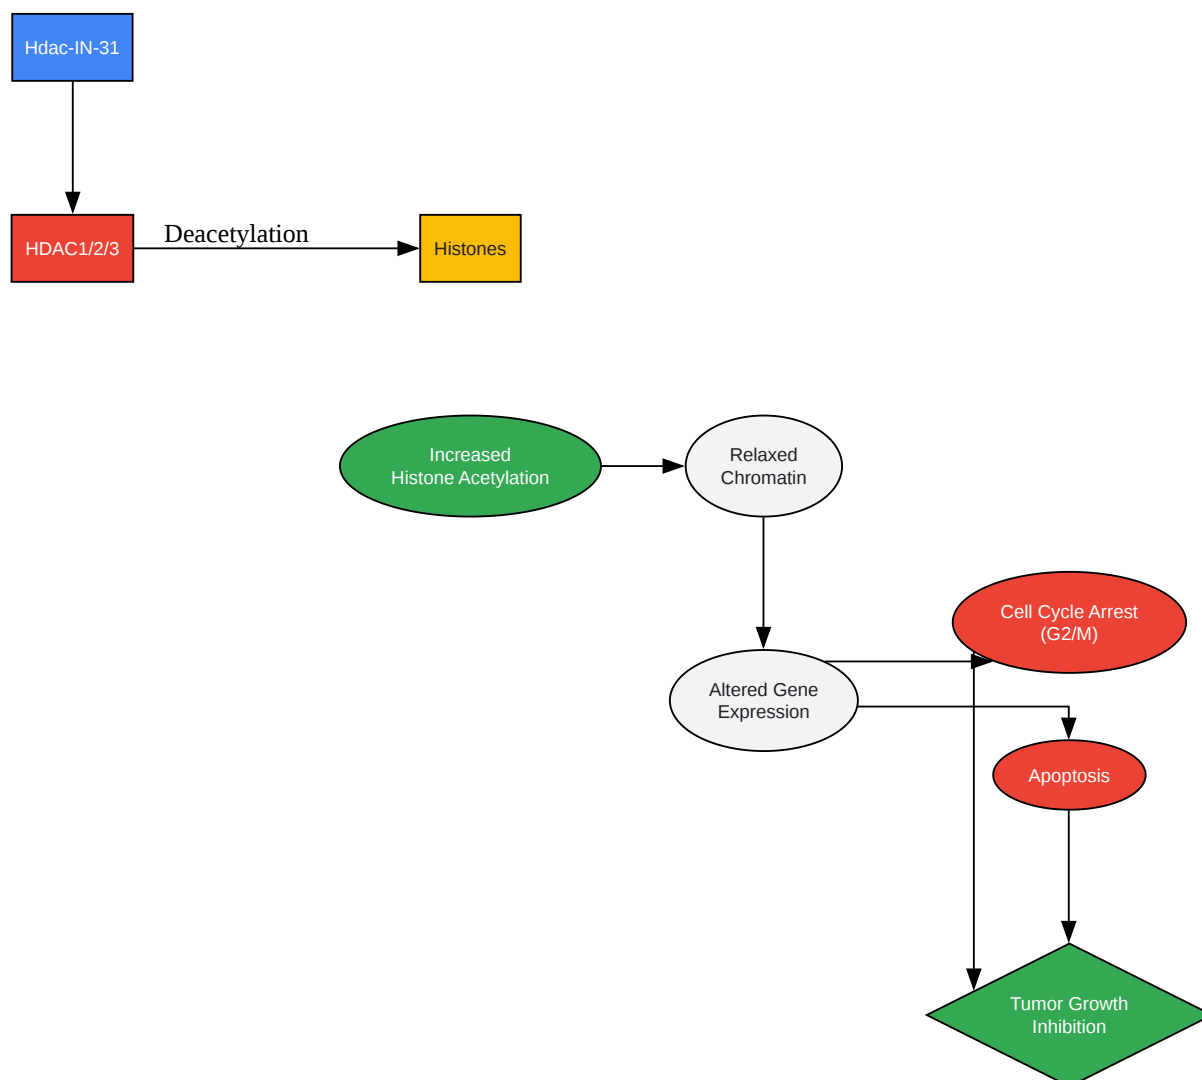 Hdac-IN-31
HDAC1/2/3
Deacetylation
Histones
Increased
Histone Acetylation
Relaxed
Chromatin
Cell Cycle Arrest
(G2/M)
Altered Gene
Expression
Apoptosis
Tumor Growth
Inhibition